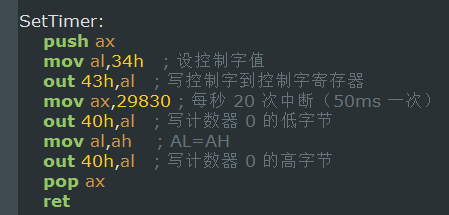 SetTimer:
push ax
mov al,34h ; 设控制字值
out 43h,al ; 写控制字到控制字寄存器
mov ax,29830 ; 每秒 20 次中断（50ms 一次）
out 40h,al ; 写计数器 0 的低字节
mov al,ah ; AL=AH
out 40h,al ; 写计数器 0 的高字节
pop ax
ret